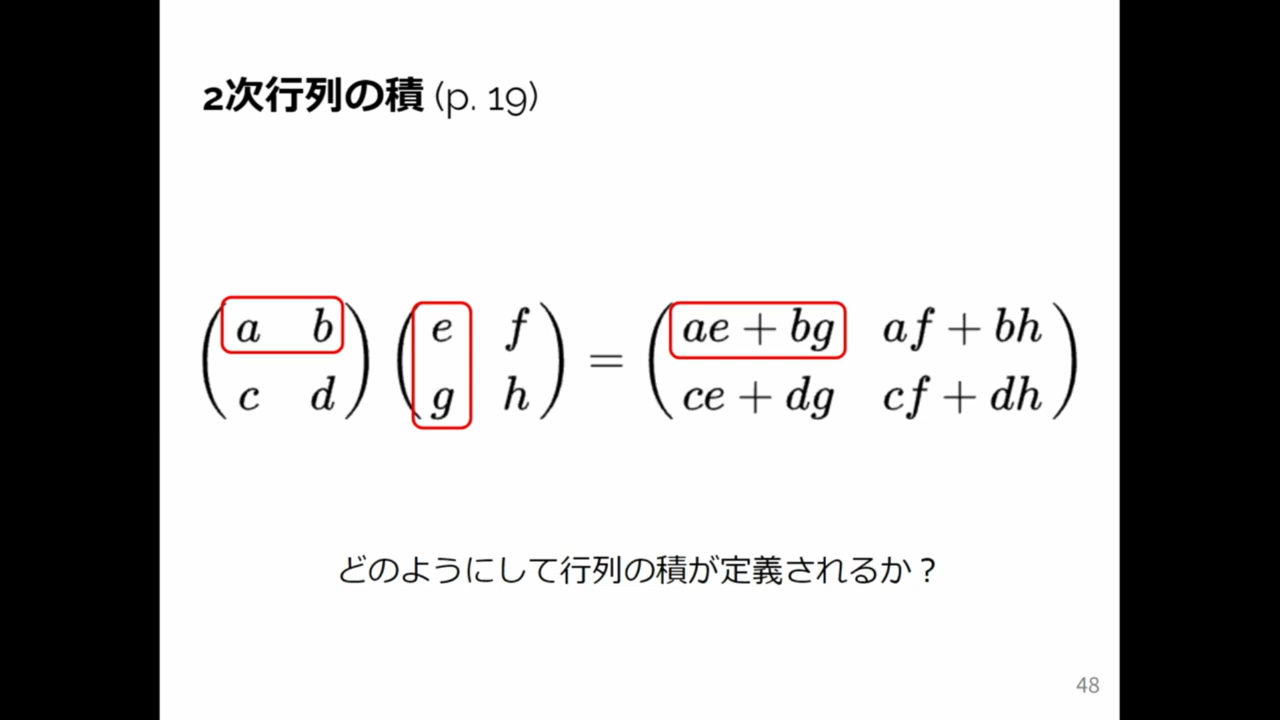 2次行列の積 (p. 19)
( a b ) ( e f ) = ( ae + bg af + bh )
( c d ) ( g h ) ( ce + dg cf + dh )
どのようにして行列の積が定義されるか？
48